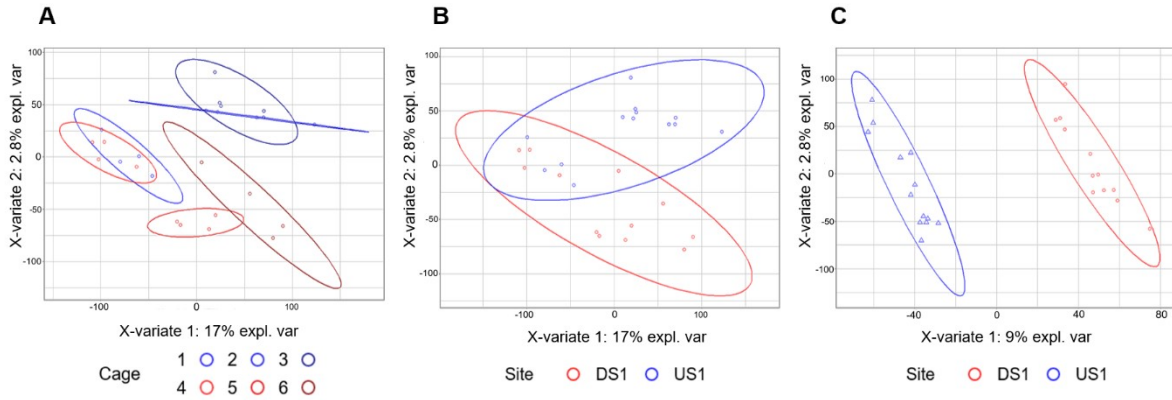 A
X-variate 2: 2.8% expl. var
100
50
0
-50
-100
-100 0 100
X-variate 1: 17% expl. var
Cage
1 2 3
4 5 6
B
X-variate 2: 2.8% expl. var
100
50
0
-50
-100
-100 0 100
X-variate 1: 17% expl. var
Site DS1 US1
C
X-variate 2: 2.8% expl. var
100
50
0
-50
-100
-40 0 40 80
X-variate 1: 9% expl. var
Site DS1 US1